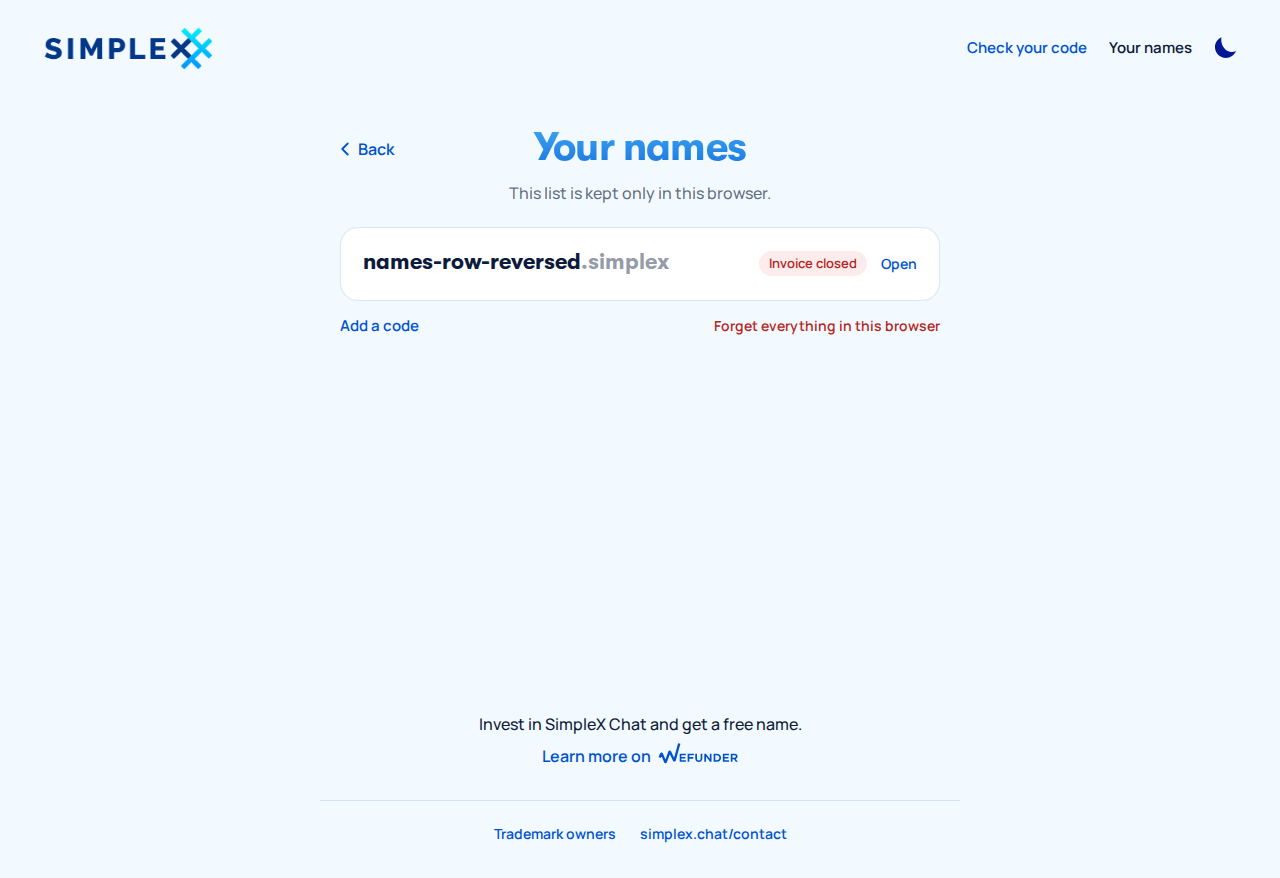 SIMPLEX
Check your code
Your names
Back
Your names
This list is kept only in this browser.
names-row-reversed.simplex
Invoice closed
Open
Add a code
Forget everything in this browser
Invest in SimpleX Chat and get a free name.
Learn more on WEFUNDER
Trademark owners
simplex.chat/contact